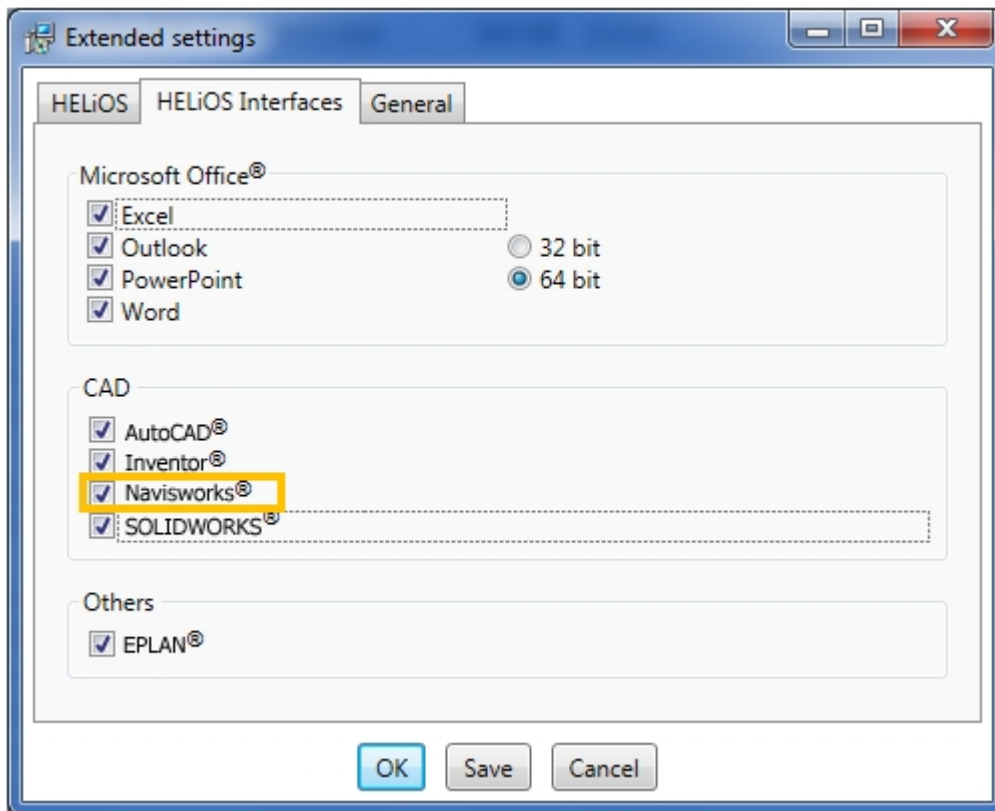 Extended settings
HELiOS
HELiOS Interfaces
General
Microsoft Office®
Excel
Outlook
32 bit
PowerPoint
64 bit
Word
CAD
AutoCAD®
Inventor®
Navisworks®
SOLIDWORKS®
Others
EPLAN®
OK
Save
Cancel